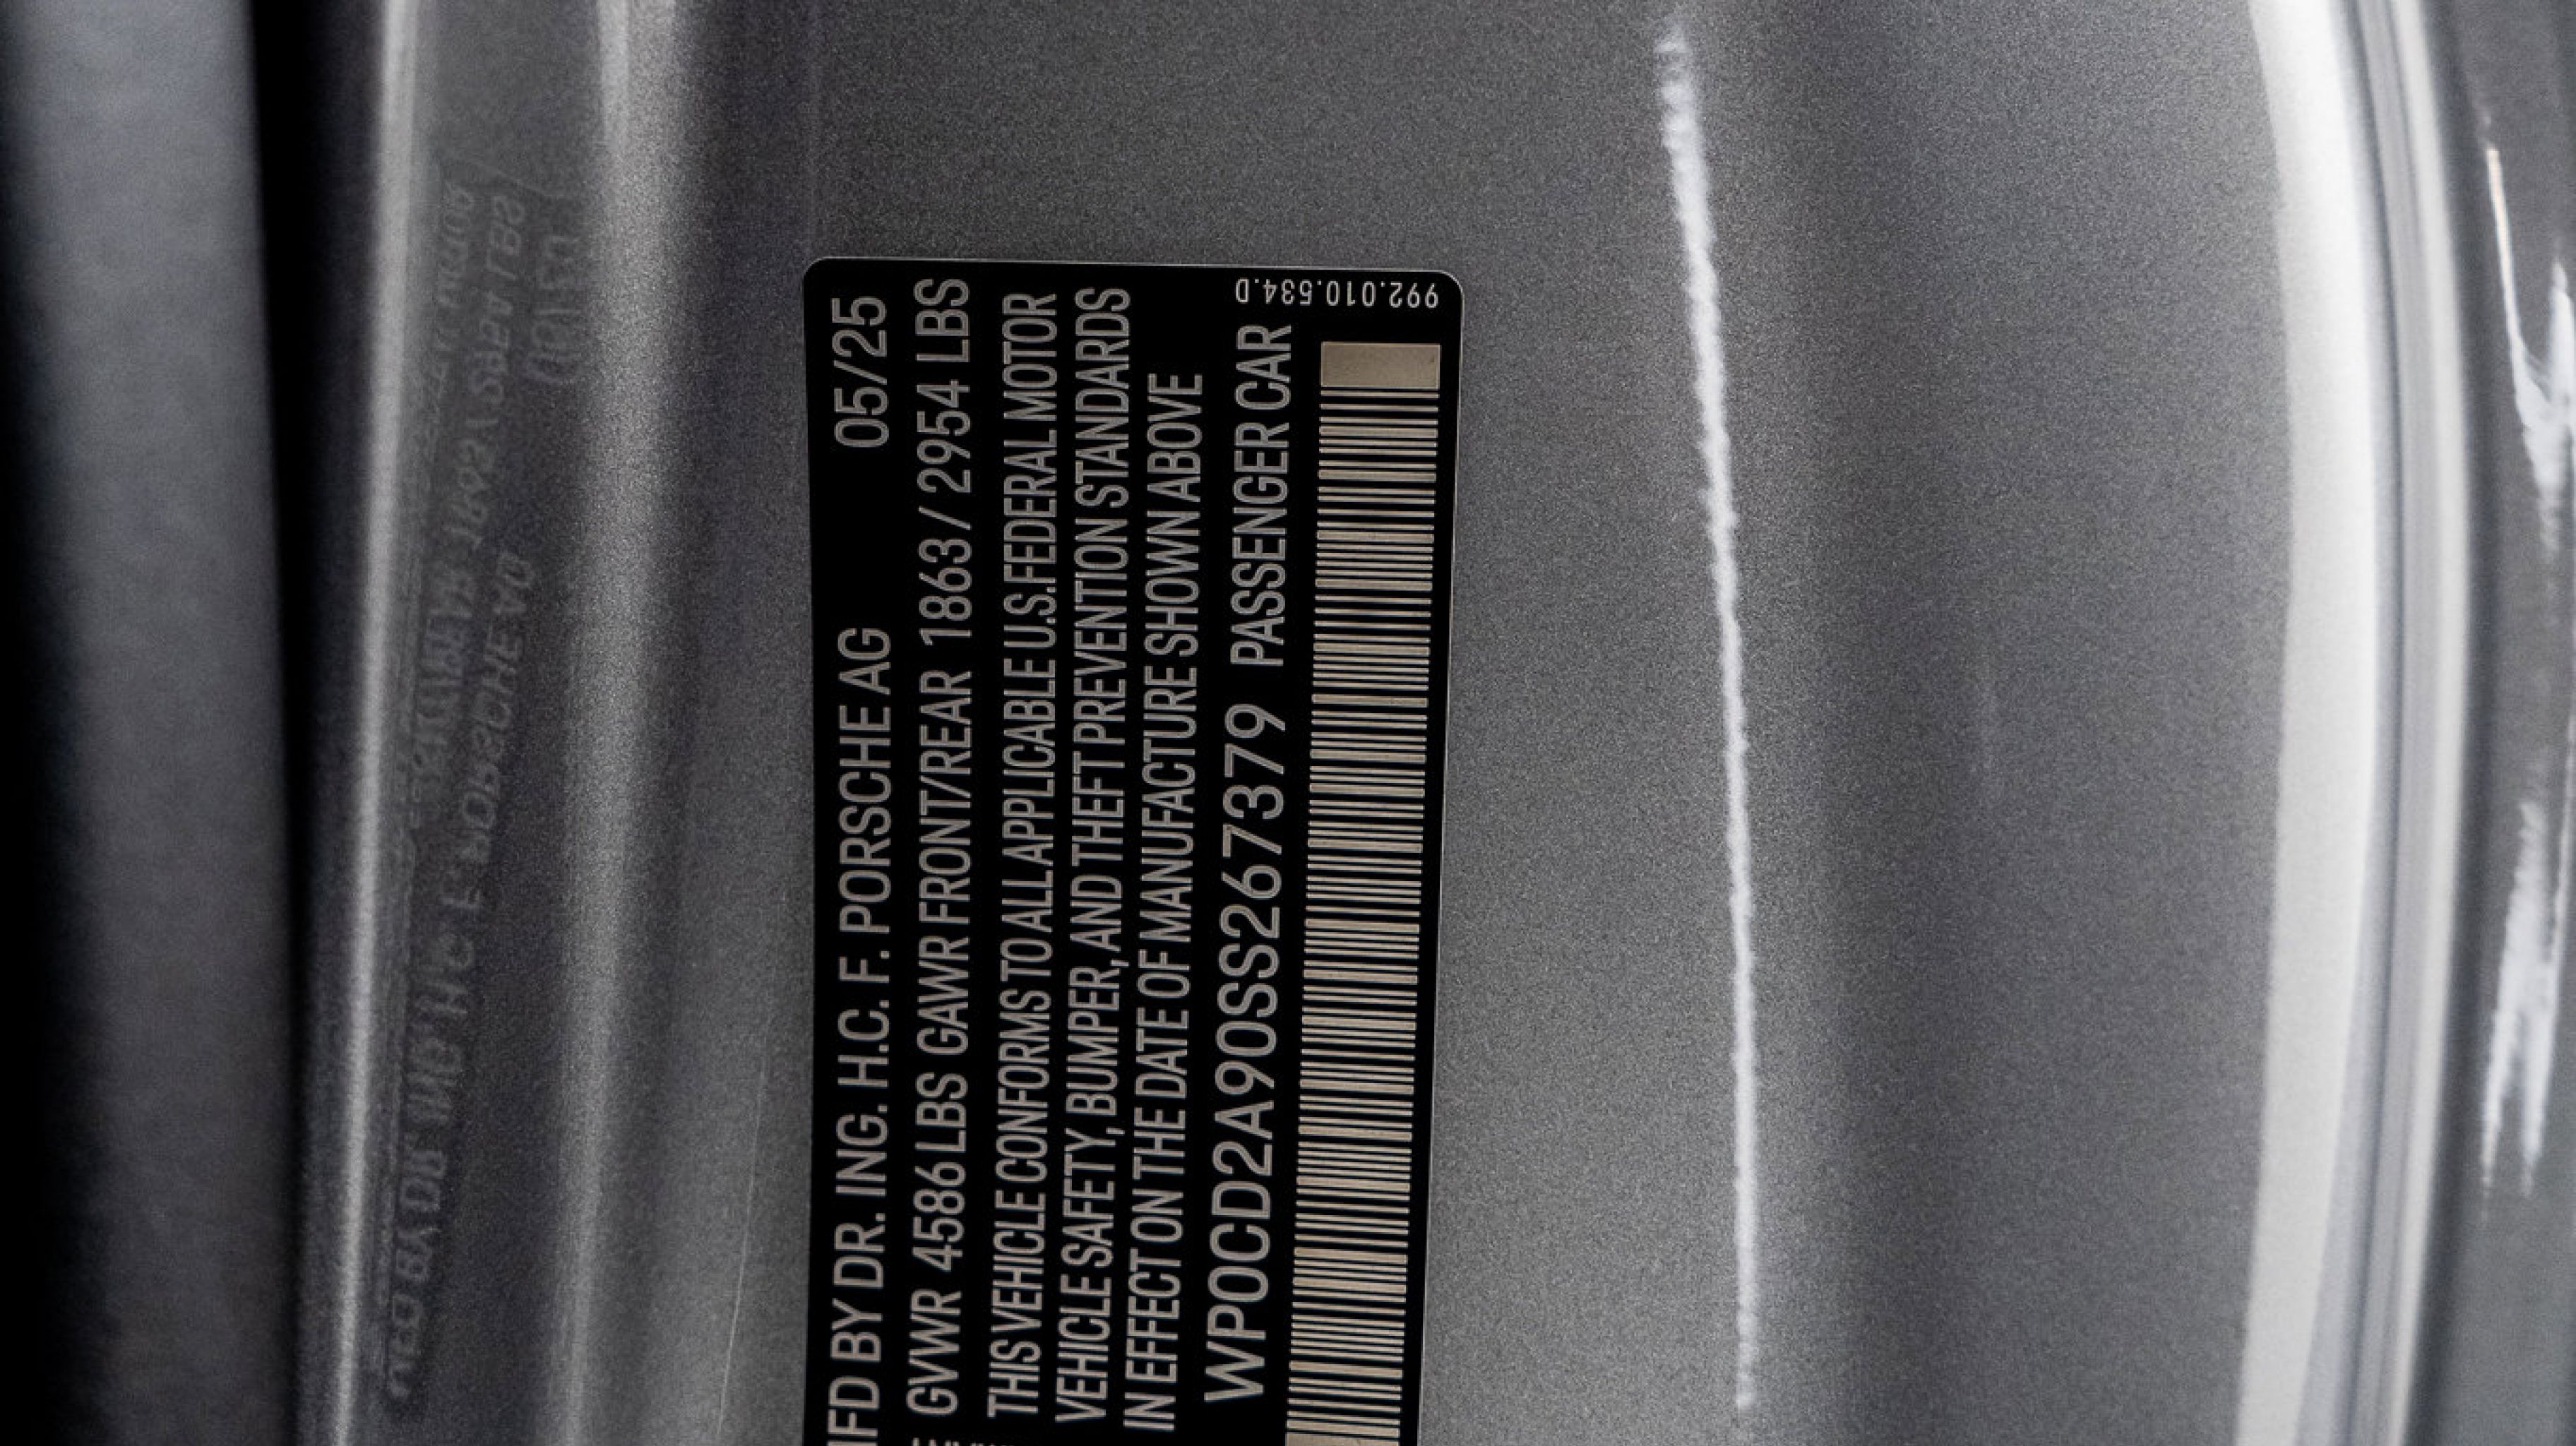 MFD BY DR. ING. H.C. F. PORSCHE AG 05/25
GVWR 4586 LBS GAWR FRONT/REAR 1863 / 2954 LBS
THIS VEHICLE CONFORMS TO ALL APPLICABLE U.S. FEDERAL MOTOR
VEHICLE SAFETY, BUMPER, AND THEFT PREVENTION STANDARDS
IN EFFECT ON THE DATE OF MANUFACTURE SHOWN ABOVE
WP0CD2A90SS267379 PASSENGER CAR
992.010.534.D